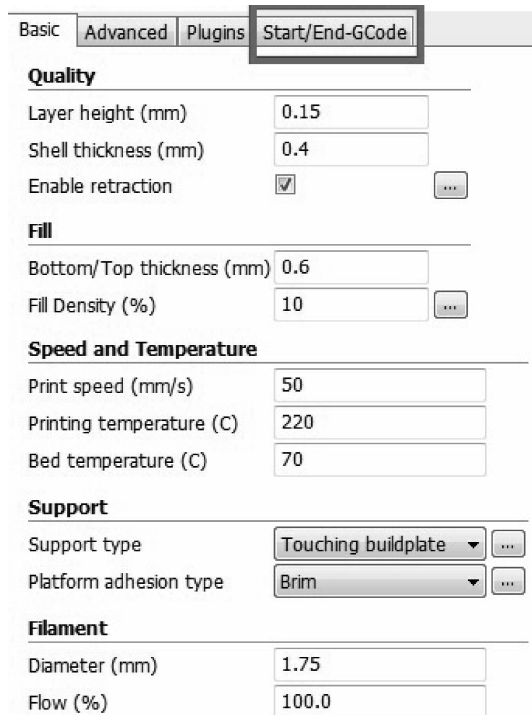 Basic Advanced Plugins Start/End-GCode
Quality
Layer height (mm) 0.15
Shell thickness (mm) 0.4
Enable retraction ...
Fill
Bottom/Top thickness (mm) 0.6
Fill Density (%) 10 ...
Speed and Temperature
Print speed (mm/s) 50
Printing temperature (C) 220
Bed temperature (C) 70
Support
Support type Touching buildplate ...
Platform adhesion type Brim ...
Filament
Diameter (mm) 1.75
Flow (%) 100.0